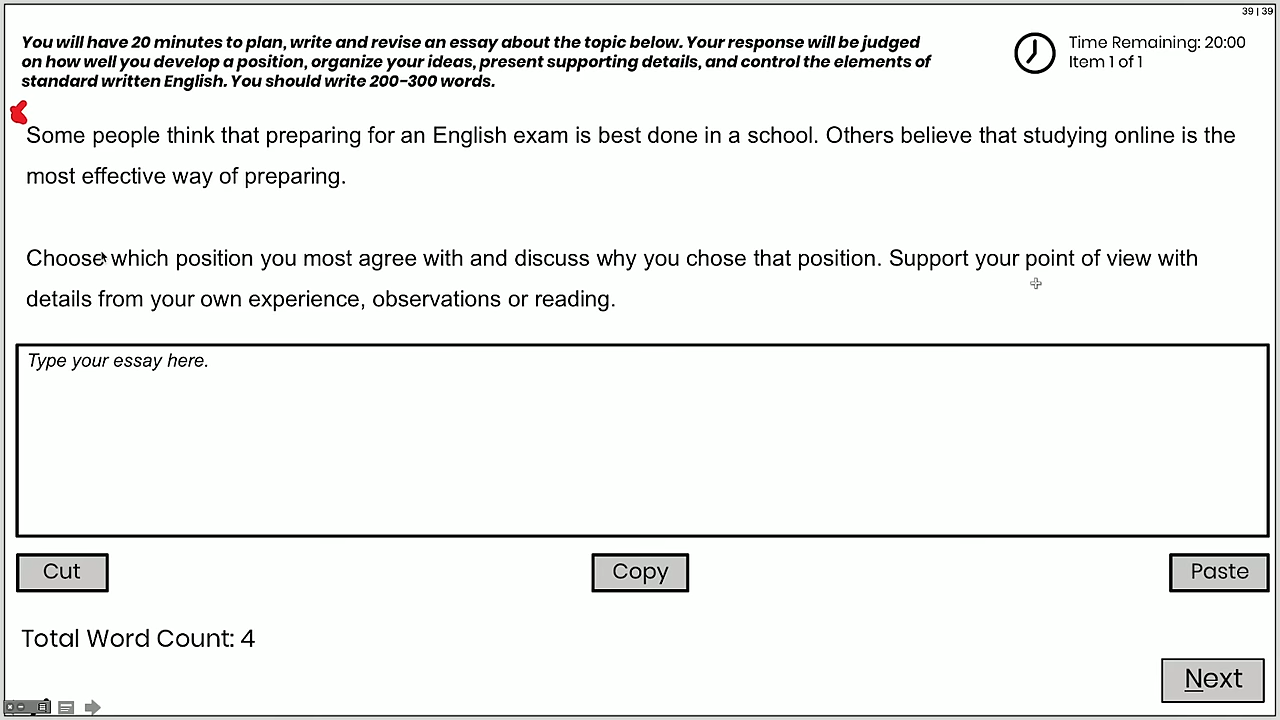 39 | 39
You will have 20 minutes to plan, write and revise an essay about the topic below. Your response will be judged
on how well you develop a position, organize your ideas, present supporting details, and control the elements of
standard written English. You should write 200-300 words.
Time Remaining: 20:00
Item 1 of 1
Some people think that preparing for an English exam is best done in a school. Others believe that studying online is the
most effective way of preparing.
Choose which position you most agree with and discuss why you chose that position. Support your point of view with
details from your own experience, observations or reading.
Type your essay here.
Cut
Copy
Paste
Total Word Count: 4
Next